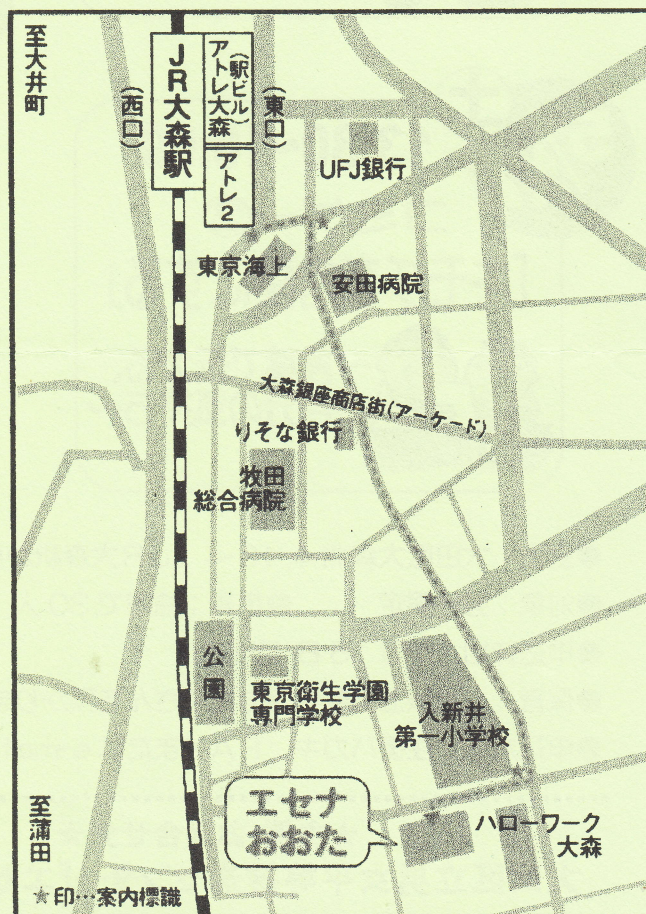 至大井町
(西口)
JR大森駅
(駅ビル)
アトレ大森
アトレ2
(東口)
UFJ銀行
東京海上
安田病院
大森銀座商店街(アーケード)
りそな銀行
牧田
総合病院
公園
東京衛生学園
専門学校
入新井
第一小学校
エセナ
おおた
ハローワーク
大森
至蒲田
★印…案内標識